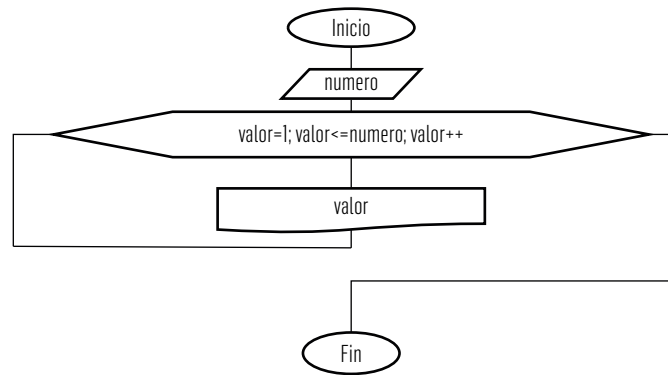 Inicio
numero
valor=1; valor<=numero; valor++
valor
Fin